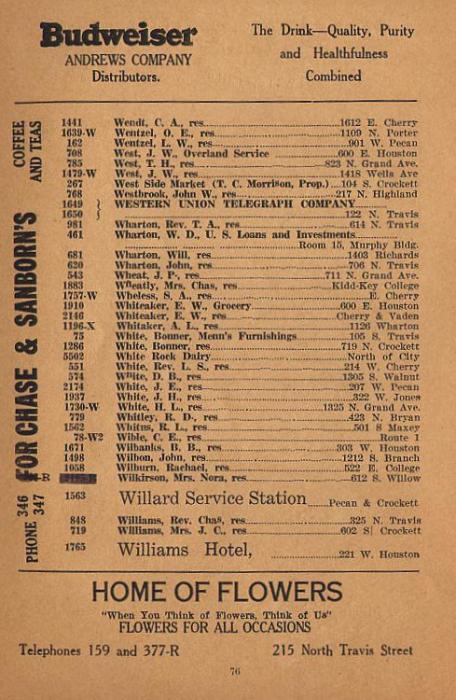 Budweiser
ANDREWS COMPANY
Distributors.
The Drink—Quality, Purity
and Healthfulness
Combined
COFFEE
AND TEAS
FOR CHASE & SANBORN'S
PHONE 346
347
1441 Wendt, C. A., res. 1612 E. Cherry
1639-W Wentzel, O. E., res. 1109 N. Porter
162 Wentzel, L. W., res. 901 W. Pecan
708 West, J. W., Overland Service 600 E. Houston
785 West, T. H., res. 823 N. Grand Ave.
1479-W West, J. W., res. 1418 Wells Ave
267 West Side Market (T. C. Morrison, Prop.) 104 S. Crockett
768 Westbrook, John W., res. 217 N. Highland
1649 } WESTERN UNION TELEGRAPH COMPANY
1650 } 122 N. Travis
981 Wharton, Rev. T. A., res. 614 N. Travis
461 Wharton, W. D., U. S. Loans and Investments
Room 15, Murphy Bldg.
681 Wharton, Will, res. 1403 Richards
620 Wharton, John, res. 706 N. Travis
543 Wheat, J. P., res. 711 N. Grand Ave.
1883 Wheatly, Mrs. Chas, res. Kidd-Key College
1757-W Wheless, S. A., res. E. Cherry
1910 Whiteaker, E. W., Grocery 600 E. Houston
2146 Whiteaker, E. W., res. Cherry & Vaden
1196-X Whitaker, A. L., res. 1126 Wharton
75 White, Bonner, Menn's Furnishings 105 S. Travis
1286 White, Bonner, res. 719 N. Crockett
5502 White Rock Dairy North of City
551 White, Rev. L. S., res. 214 W. Cherry
574 White, D. B., res. 1305 S. Walnut
2174 White, J. E., res. 207 W. Pecan
1937 White, J. H., res. 322 W. Jones
1730-W White, H. L., res. 1325 N. Grand Ave.
779 Whitley, R. D., res. 423 N. Bryan
1562 Whitus, R. L., res. 501 S Maxey
78-W2 Wible, C. E., res. Route 1
1671 Wilbanks, B. B., res. 303 W. Houston
1498 Wilbon, John, res. 1212 S. Branch
1058 Wilburn, Rachael, res. 522 E. College
R Wilkirson, Mrs. Nora, res. 612 S. Willow
1563 Willard Service Station Pecan & Crockett
848 Williams, Rev. Chas, res. 325 N. Travis
719 Williams, Mrs. J. C., res. 602 S. Crockett
1765 Williams Hotel, 221 W. Houston
HOME OF FLOWERS
"When You Think of Flowers, Think of Us"
FLOWERS FOR ALL OCCASIONS
Telephones 159 and 377-R 215 North Travis Street
76